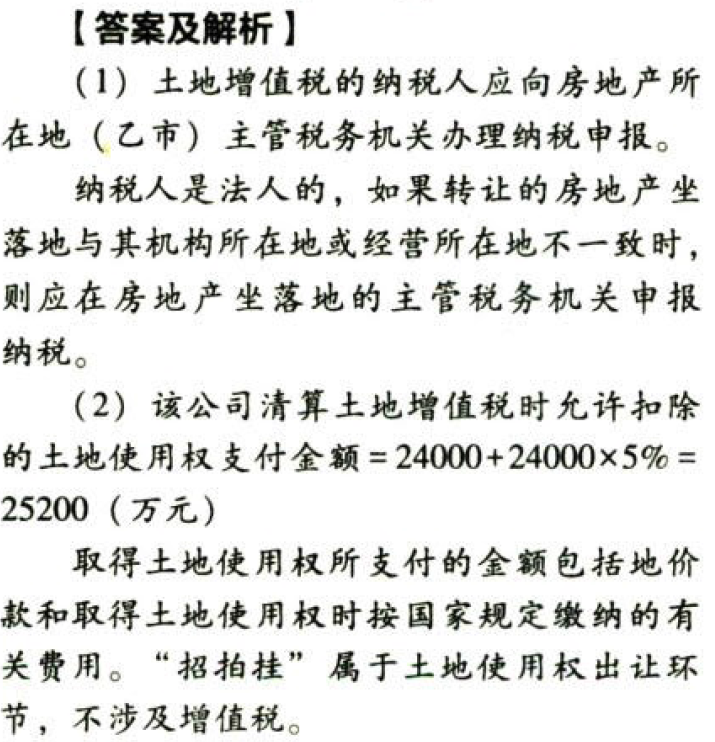 【答案及解析】
（1）土地增值税的纳税人应向房地产所
在地（乙市）主管税务机关办理纳税申报。
纳税人是法人的，如果转让的房地产坐
落地与其机构所在地或经营所在地不一致时，
则应在房地产坐落地的主管税务机关申报
纳税。
（2）该公司清算土地增值税时允许扣除
的土地使用权支付金额=24000+24000×5%=
25200（万元）
取得土地使用权所支付的金额包括地价
款和取得土地使用权时按国家规定缴纳的有
关费用。“招拍挂”属于土地使用权出让环
节，不涉及增值税。